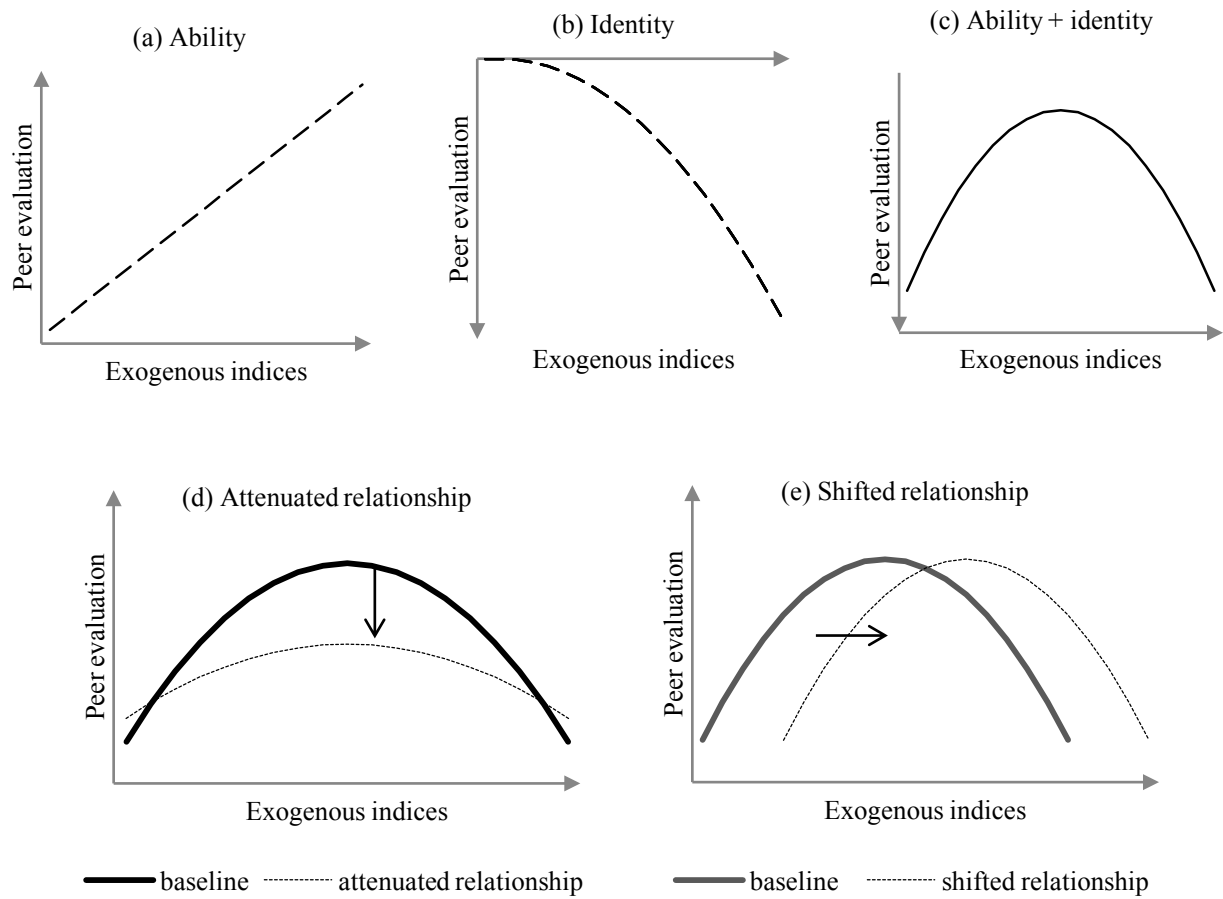 (a) Ability
(b) Identity
(c) Ability + identity
Peer evaluation
Peer evaluation
Peer evaluation
Exogenous indices
Exogenous indices
Exogenous indices
(d) Attenuated relationship
(e) Shifted relationship
Peer evaluation
Peer evaluation
Exogenous indices
Exogenous indices
baseline
attenuated relationship
baseline
shifted relationship